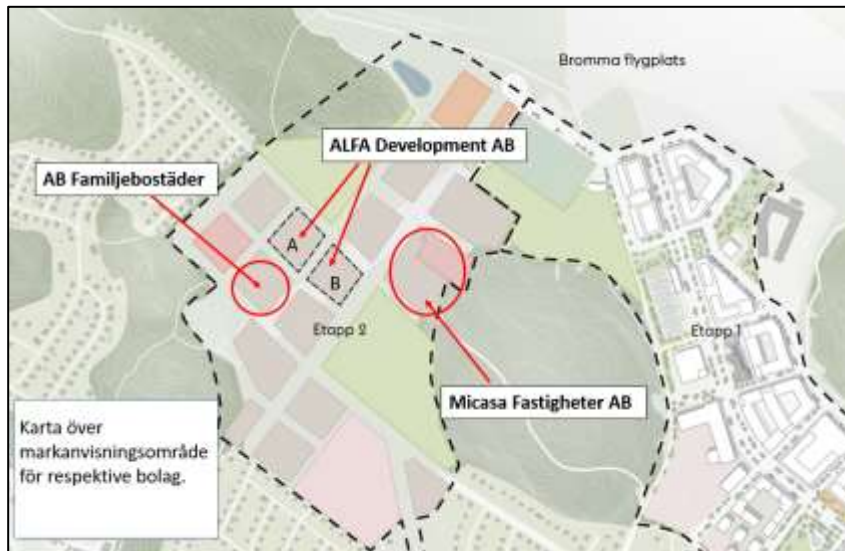 Bromma flygplats
ALFA Development AB
AB Familjebostäder
A
B
Etapp 2
Etapp 1
Micasa Fastigheter AB
Karta över
markanvisningsområde
för respektive bolag.